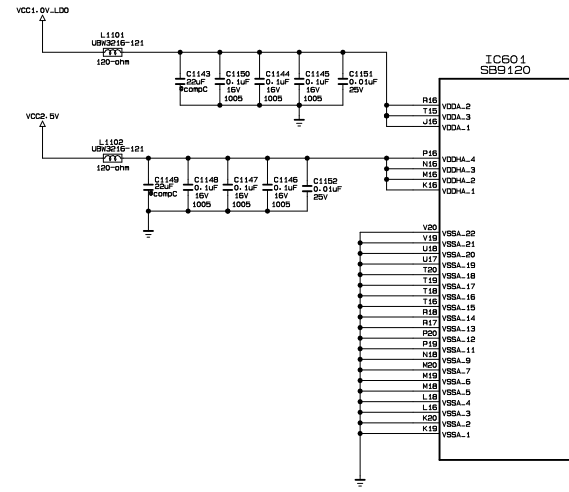 VCC1.0V_LDO
L1101
UBW3216-121
120-ohm
C1143
22uF
*compC
C1150
0.1uF
16V
1005
C1144
0.1uF
16V
1005
C1145
0.1uF
16V
1005
C1151
0.01uF
25V
VCC2.5V
L1102
UBW3216-121
120-ohm
C1149
22uF
*compC
C1148
0.1uF
16V
1005
C1147
0.1uF
16V
1005
C1146
0.1uF
16V
1005
C1152
0.01uF
25V
IC601
SB9120
R16 VDDA_2
T15 VDDA_3
J16 VDDA_1
P16 VDDHA_4
N16 VDDHA_3
M16 VDDHA_2
K16 VDDHA_1
V20 VSSA_22
V19 VSSA_21
U18 VSSA_20
U17 VSSA_19
T20 VSSA_18
T19 VSSA_17
T18 VSSA_16
T16 VSSA_15
R18 VSSA_14
R17 VSSA_13
P20 VSSA_12
P19 VSSA_11
N18 VSSA_9
M20 VSSA_7
M19 VSSA_6
M18 VSSA_5
L18 VSSA_4
L16 VSSA_3
K20 VSSA_2
K19 VSSA_1